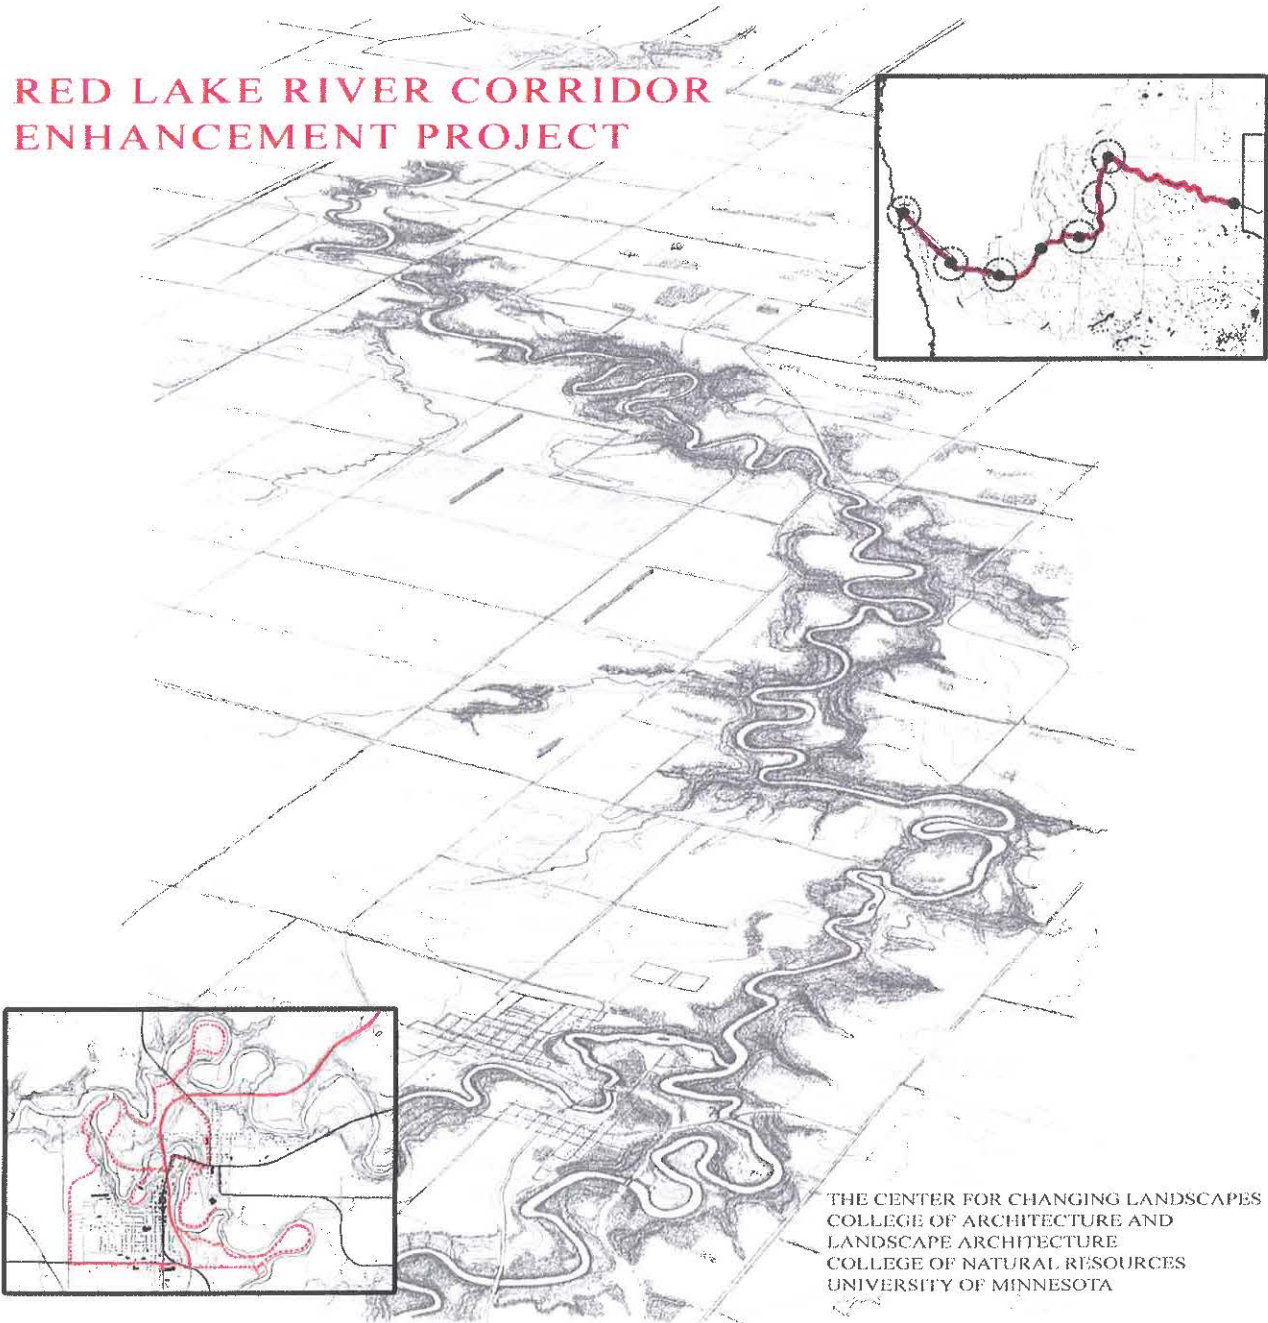 RED LAKE RIVER CORRIDOR
ENHANCEMENT PROJECT
THE CENTER FOR CHANGING LANDSCAPES
COLLEGE OF ARCHITECTURE AND
LANDSCAPE ARCHITECTURE
COLLEGE OF NATURAL RESOURCES
UNIVERSITY OF MINNESOTA